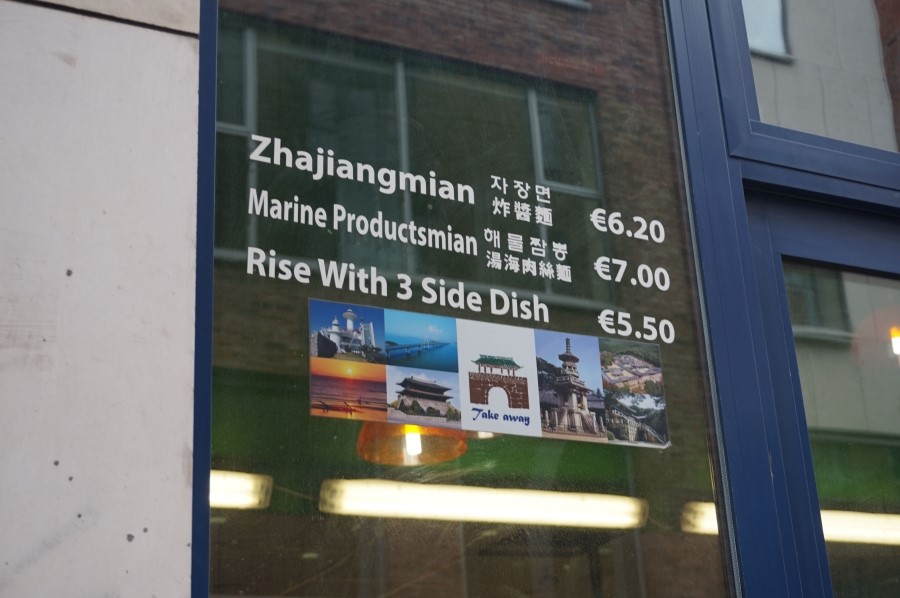 Zhajiangmian 자장면 炸醬麵 €6.20
Marine Productsmian 해물짬뽕 湯海肉絲麵 €7.00
Rise With 3 Side Dish €5.50
Take away